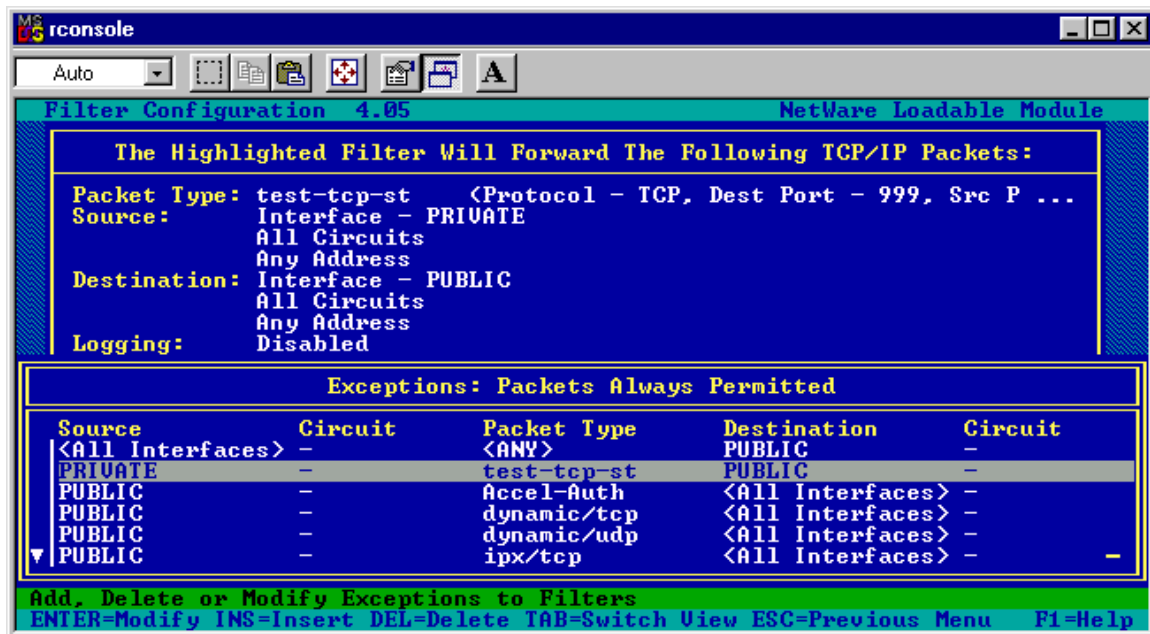 rconsole
Auto
A
Filter Configuration 4.05 NetWare Loadable Module
The Highlighted Filter Will Forward The Following TCP/IP Packets:
Packet Type: test-tcp-st (Protocol - TCP, Dest Port - 999, Src P ...
Source: Interface - PRIVATE
All Circuits
Any Address
Destination: Interface - PUBLIC
All Circuits
Any Address
Logging: Disabled
Exceptions: Packets Always Permitted
Source Circuit Packet Type Destination Circuit
<All Interfaces> - <ANY> PUBLIC -
PRIVATE - test-tcp-st PUBLIC -
PUBLIC - Accel-Auth <All Interfaces> -
PUBLIC - dynamic/tcp <All Interfaces> -
PUBLIC - dynamic/udp <All Interfaces> -
PUBLIC - ipx/tcp <All Interfaces> -
Add, Delete or Modify Exceptions to Filters
ENTER=Modify INS=Insert DEL=Delete TAB=Switch View ESC=Previous Menu F1=Help